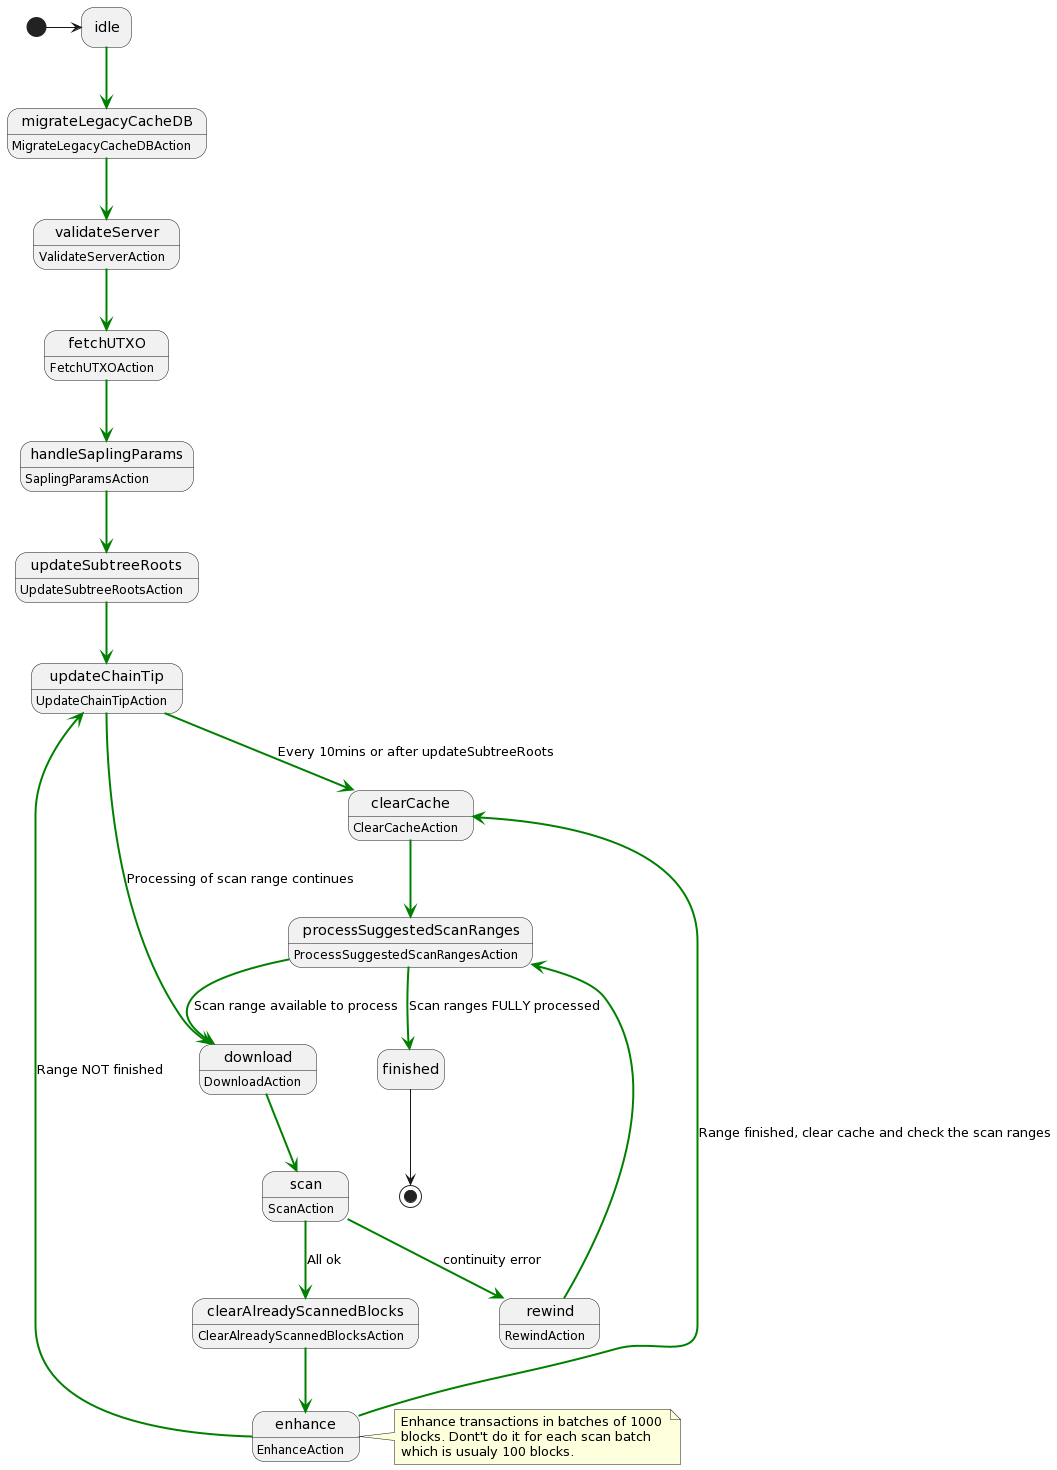 idle
migrateLegacyCacheDB
MigrateLegacyCacheDBAction
validateServer
ValidateServerAction
fetchUTXO
FetchUTXOAction
handleSaplingParams
SaplingParamsAction
updateSubtreeRoots
UpdateSubtreeRootsAction
updateChainTip
UpdateChainTipAction
Every 10mins or after updateSubtreeRoots
clearCache
ClearCacheAction
Processing of scan range continues
processSuggestedScanRanges
ProcessSuggestedScanRangesAction
Scan range available to process
Scan ranges FULLY processed
download
DownloadAction
finished
Range NOT finished
Range finished, clear cache and check the scan ranges
scan
ScanAction
All ok
continuity error
clearAlreadyScannedBlocks
ClearAlreadyScannedBlocksAction
rewind
RewindAction
enhance
EnhanceAction
Enhance transactions in batches of 1000
blocks. Dont't do it for each scan batch
which is usualy 100 blocks.